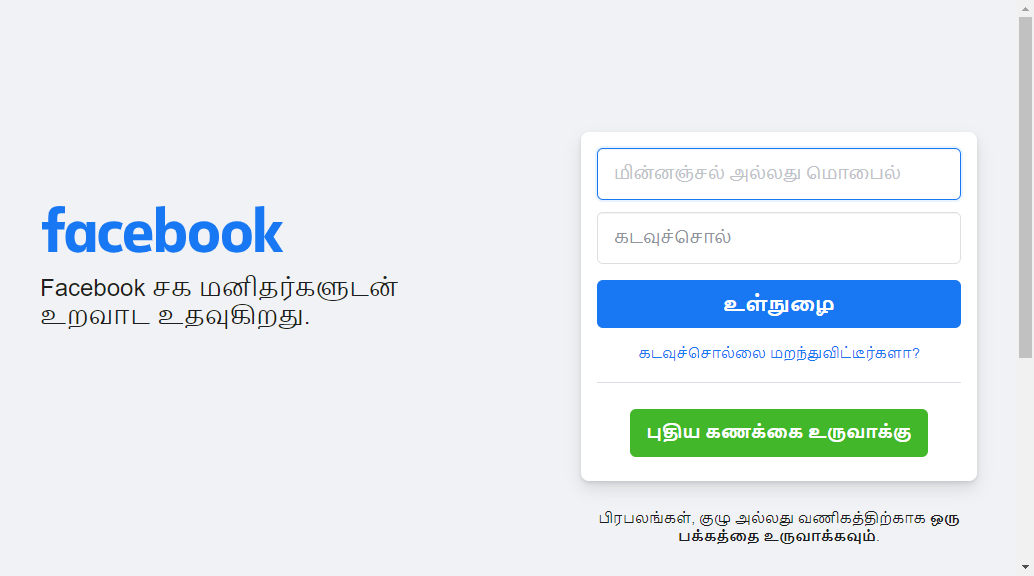 facebook
Facebook சக மனிதர்களுடன்
உறவாட உதவுகிறது.
மின்னஞ்சல் அல்லது மொபைல்
கடவுச்சொல்
உள்நுழை
கடவுச்சொல்லை மறந்துவிட்டீர்களா?
புதிய கணக்கை உருவாக்கு
பிரபலங்கள், குழு அல்லது வணிகத்திற்காக ஒரு
பக்கத்தை உருவாக்கவும்.